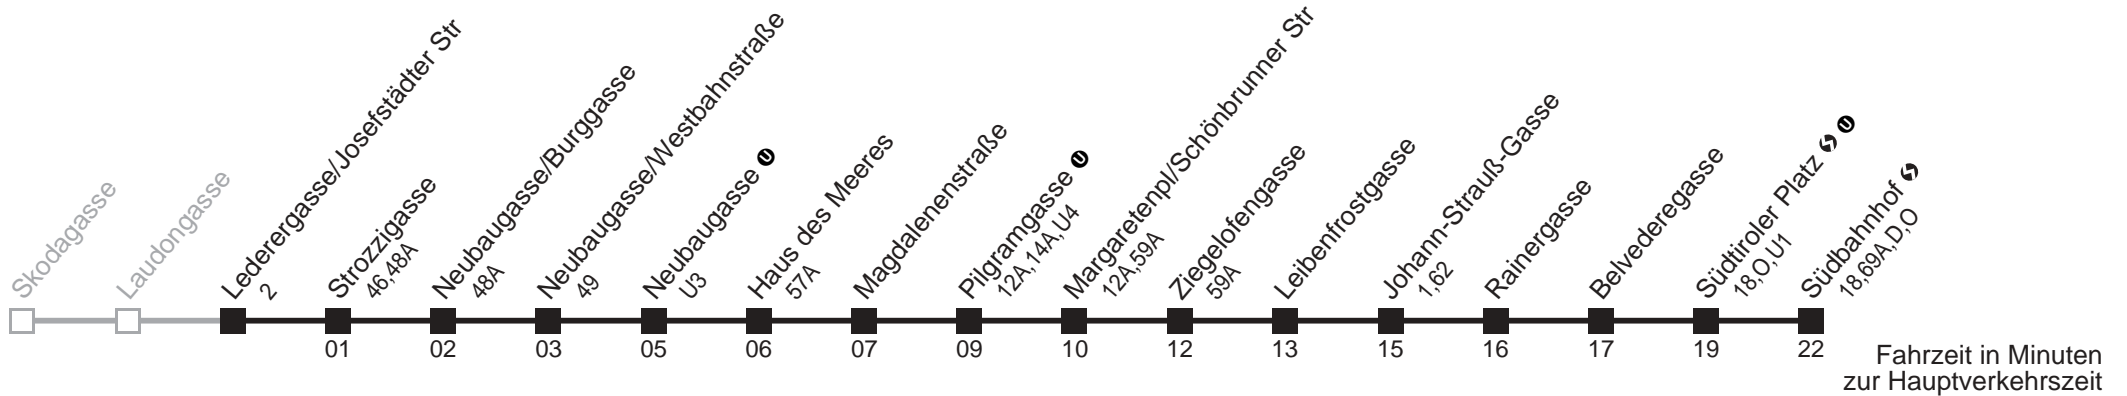 Skodagasse
Laudongasse
Lederergasse/Josefstädter Str
2
Strozzigasse
46,48A
Neubaugasse/Burggasse
48A
Neubaugasse/Westbahnstraße
49
Neubaugasse U
U3
Haus des Meeres
57A
Magdalenenstraße
Pilgramgasse U
12A,14A,U4
Margaretenpl/Schönbrunner Str
12A,59A
Ziegelofengasse
59A
Leibenfrostgasse
Johann-Strauß-Gasse
1,62
Rainergasse
Belvederegasse
Südtiroler Platz S U
18,O,U1
Südbahnhof S
18,69A,D,O
01 02 03 05 06 07 09 10 12 13 15 16 17 19 22
Fahrzeit in Minuten
zur Hauptverkehrszeit